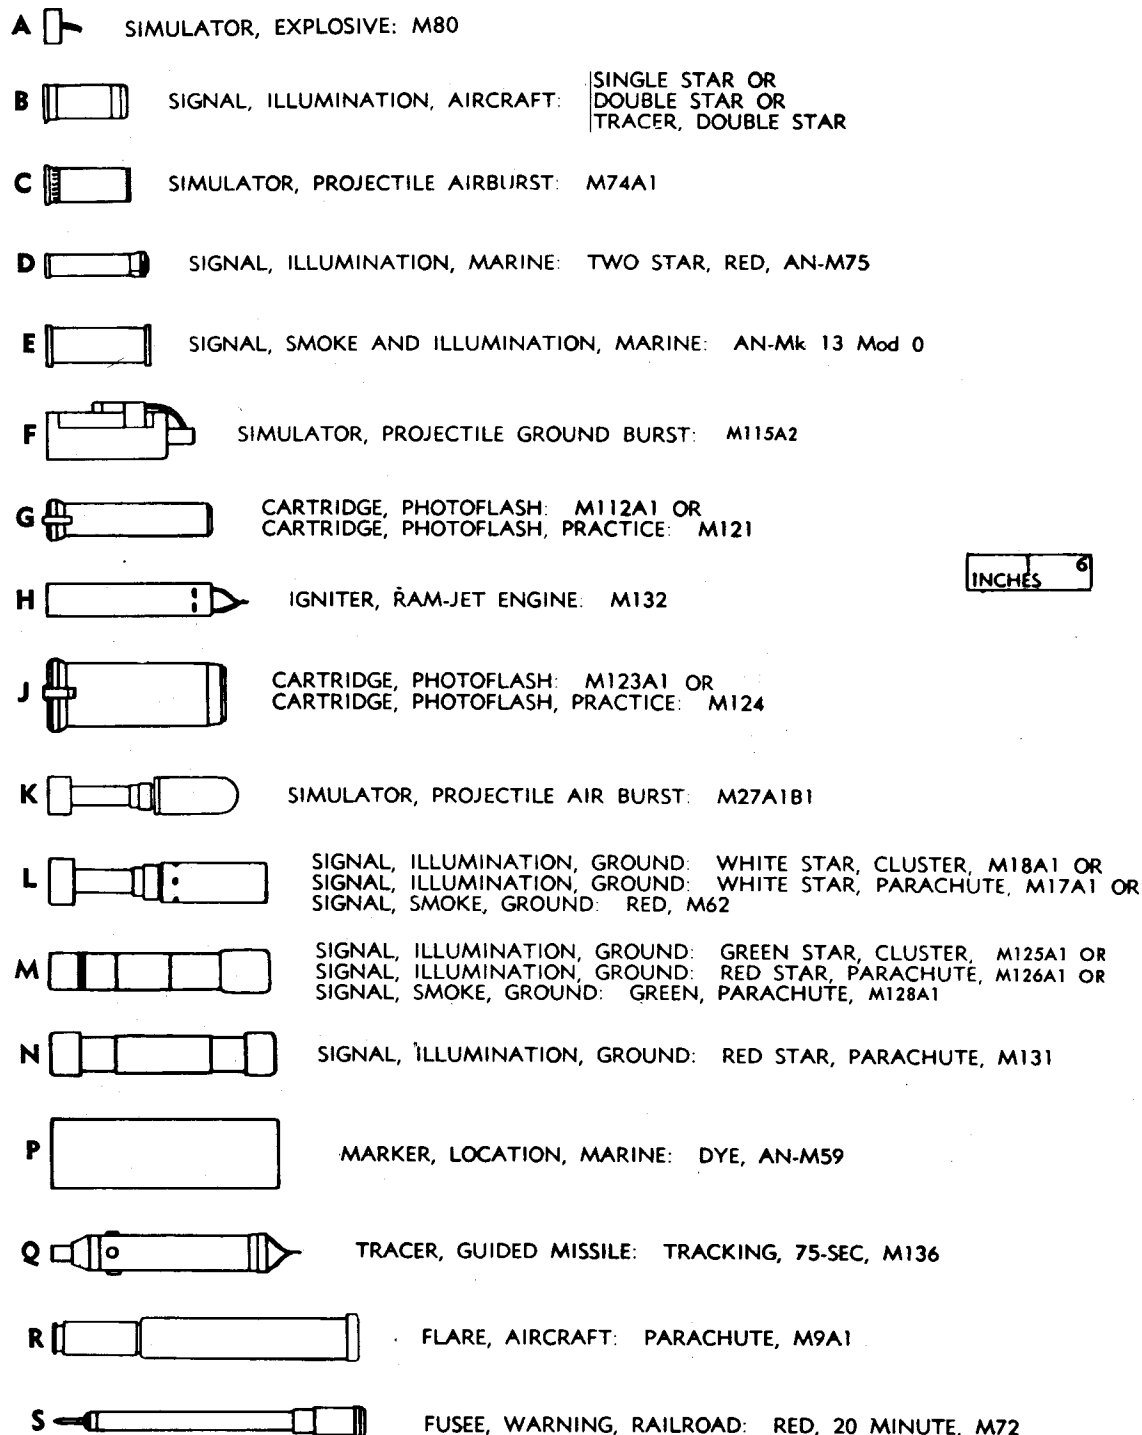 A SIMULATOR, EXPLOSIVE: M80
B SIGNAL, ILLUMINATION, AIRCRAFT: SINGLE STAR OR
DOUBLE STAR OR
TRACER, DOUBLE STAR
C SIMULATOR, PROJECTILE AIRBURST: M74A1
D SIGNAL, ILLUMINATION, MARINE: TWO STAR, RED, AN-M75
E SIGNAL, SMOKE AND ILLUMINATION, MARINE: AN-Mk 13 Mod 0
F SIMULATOR, PROJECTILE GROUND BURST: M115A2
G CARTRIDGE, PHOTOFLASH: M112A1 OR
CARTRIDGE, PHOTOFLASH, PRACTICE: M121
INCHES 6
H IGNITER, RAM-JET ENGINE: M132
J CARTRIDGE, PHOTOFLASH: M123A1 OR
CARTRIDGE, PHOTOFLASH, PRACTICE: M124
K SIMULATOR, PROJECTILE AIR BURST: M27A1B1
L SIGNAL, ILLUMINATION, GROUND: WHITE STAR, CLUSTER, M18A1 OR
SIGNAL, ILLUMINATION, GROUND: WHITE STAR, PARACHUTE, M17A1 OR
SIGNAL, SMOKE, GROUND: RED, M62
M SIGNAL, ILLUMINATION, GROUND: GREEN STAR, CLUSTER, M125A1 OR
SIGNAL, ILLUMINATION, GROUND: RED STAR, PARACHUTE, M126A1 OR
SIGNAL, SMOKE, GROUND: GREEN, PARACHUTE, M128A1
N SIGNAL, ILLUMINATION, GROUND: RED STAR, PARACHUTE, M131
P MARKER, LOCATION, MARINE: DYE, AN-M59
Q TRACER, GUIDED MISSILE: TRACKING, 75-SEC, M136
R FLARE, AIRCRAFT: PARACHUTE, M9A1
S FUSEE, WARNING, RAILROAD: RED, 20 MINUTE, M72